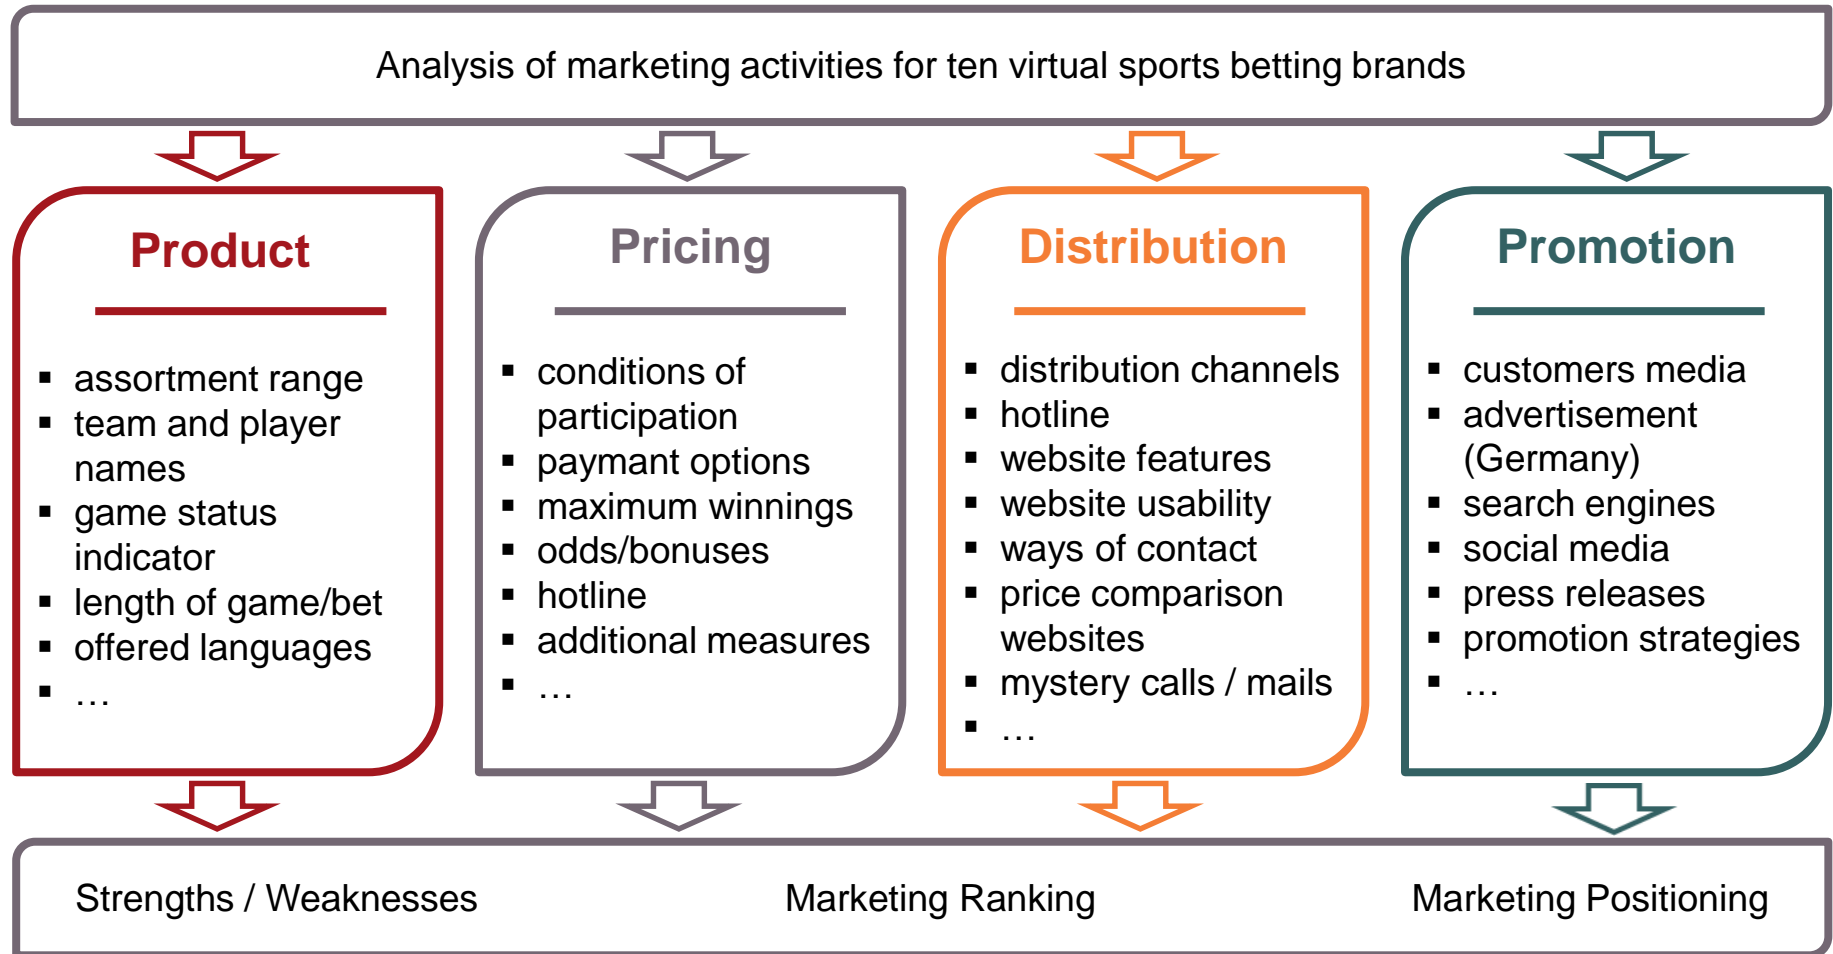 Analysis of marketing activities for ten virtual sports betting brands
Product
▪ assortment range
▪ team and player
names
▪ game status
indicator
▪ length of game/bet
▪ offered languages
▪ …
Pricing
▪ conditions of
participation
▪ paymant options
▪ maximum winnings
▪ odds/bonuses
▪ hotline
▪ additional measures
▪ …
Distribution
▪ distribution channels
▪ hotline
▪ website features
▪ website usability
▪ ways of contact
▪ price comparison
websites
▪ mystery calls / mails
▪ …
Promotion
▪ customers media
▪ advertisement
(Germany)
▪ search engines
▪ social media
▪ press releases
▪ promotion strategies
▪ …
Strengths / Weaknesses
Marketing Ranking
Marketing Positioning